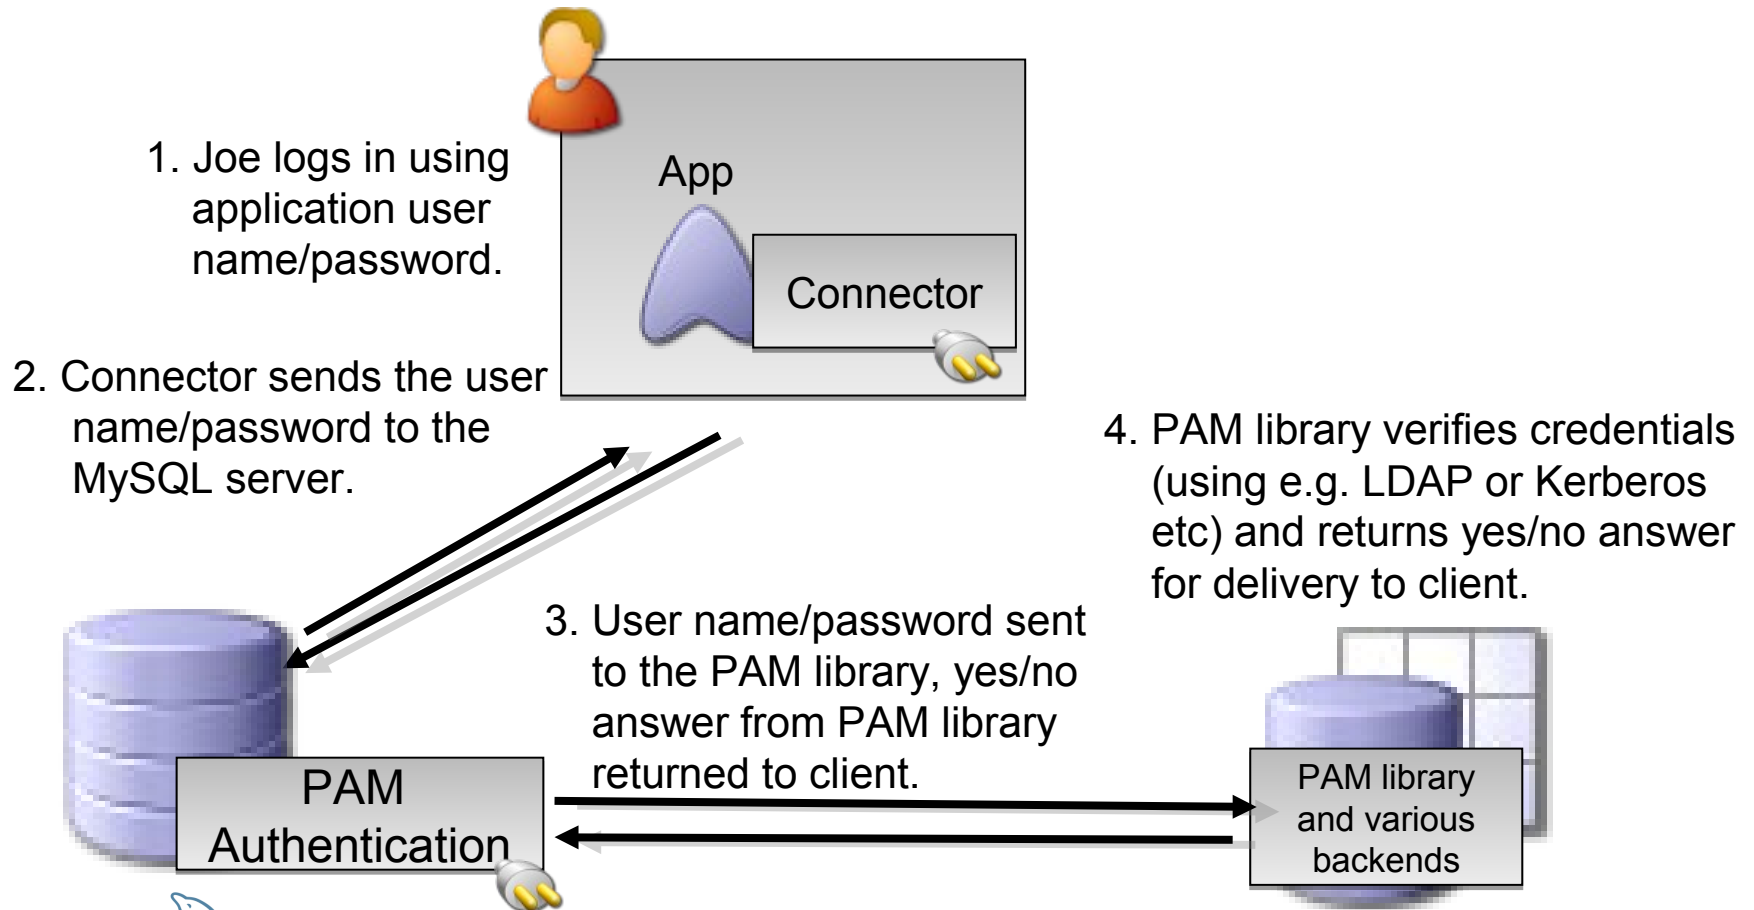 1. Joe logs in using
application user
name/password.
App
Connector
2. Connector sends the user
name/password to the
MySQL server.
3. User name/password sent
to the PAM library, yes/no
answer from PAM library
returned to client.
4. PAM library verifies credentials
(using e.g. LDAP or Kerberos
etc) and returns yes/no answer
for delivery to client.
PAM
Authentication
PAM library
and various
backends